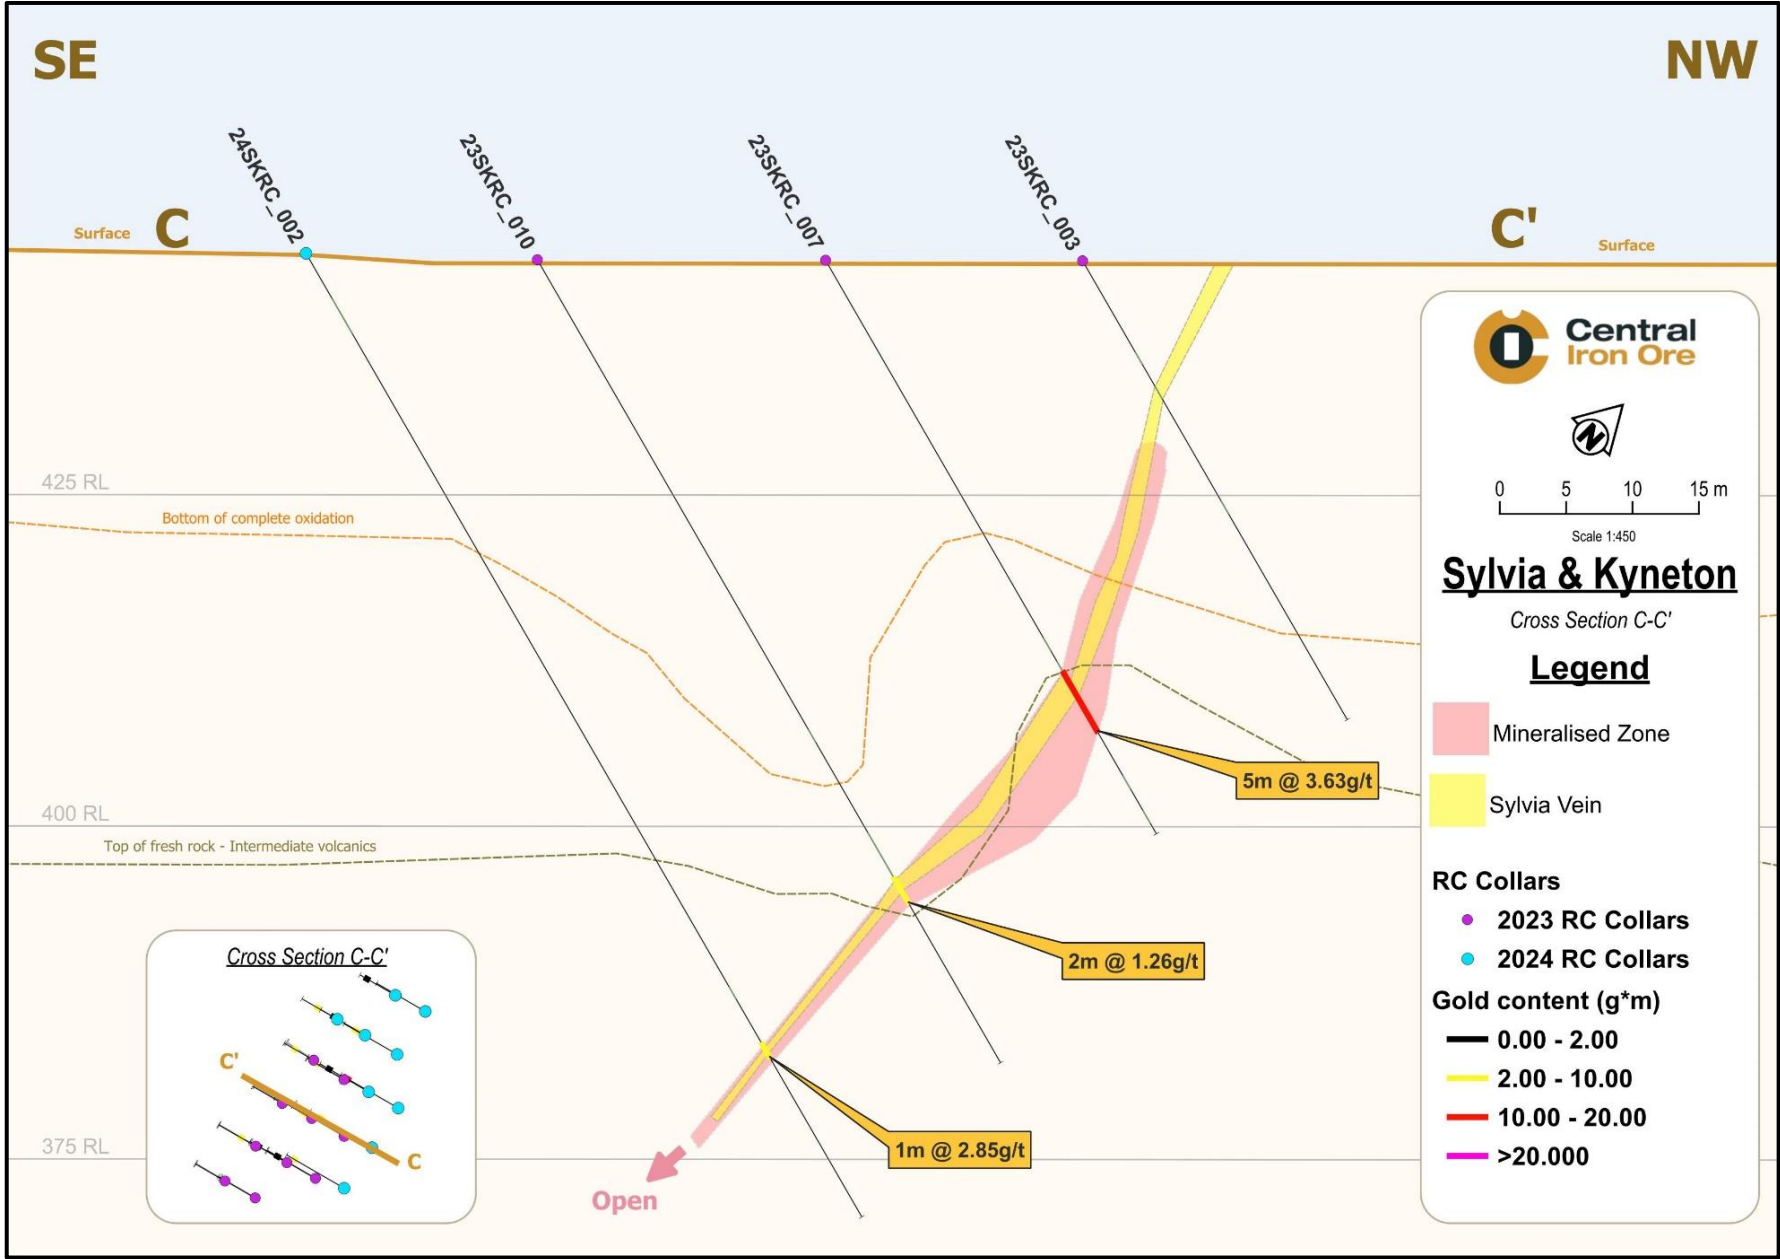 SE
NW
24SKRC_002
23SKRC_010
23SKRC_007
23SKRC_003
C
C'
Surface
Surface
Central
Iron Ore
N
425 RL
0 5 10 15 m
Scale 1:450
Bottom of complete oxidation
Sylvia & Kyneton
Cross Section C-C'
Legend
Mineralised Zone
5m @ 3.63g/t
Sylvia Vein
400 RL
Top of fresh rock - Intermediate volcanics
RC Collars
2023 RC Collars
2024 RC Collars
2m @ 1.26g/t
Gold content (g*m)
0.00 - 2.00
2.00 - 10.00
10.00 - 20.00
>20.000
Cross Section C-C'
C'
C
375 RL
1m @ 2.85g/t
Open